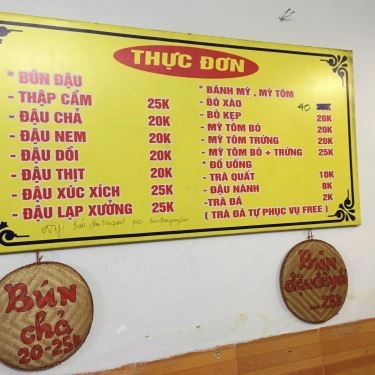 THỰC ĐƠN
* BÚN ĐẬU
- THẬP CẨM 25K
- ĐẬU CHẢ 20K
- ĐẬU NEM 20K
- ĐẬU DỒI 20K
- ĐẬU THỊT 20K
- ĐẬU XÚC XÍCH 25K
- ĐẬU LẠP XƯỞNG 25K
* BÁNH MỲ , MỲ TÔM
- BÒ XÀO 40
- BÒ KẸP 20K
- MỲ TÔM BÒ 20K
- MỲ TÔM TRỨNG 20K
- MỲ TÔM BÒ + TRỨNG 25K
* ĐỒ UỐNG
- TRÀ QUẤT 10K
- ĐẬU NÀNH 8K
- TRÀ ĐÁ 2K
( TRÀ ĐÁ TỰ PHỤC VỤ FREE )
Bún
chả
20-25K
Bún
đậu
25K